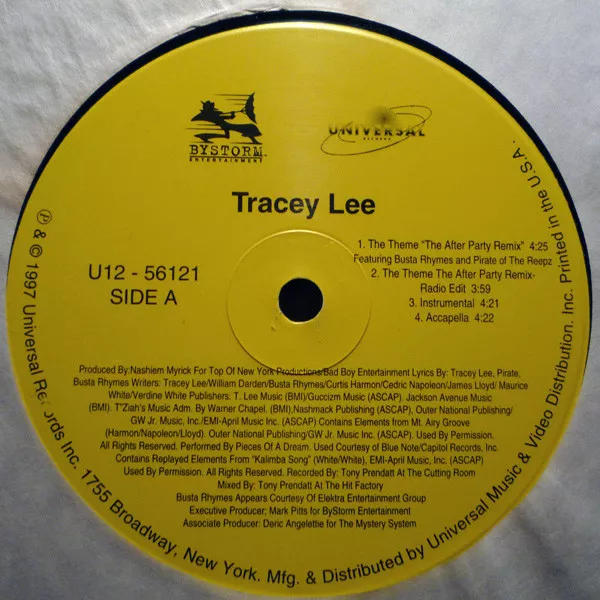 BYSTORM
ENTERTAINMENT
UNIVERSAL
RECORDS
Tracey Lee
U12 - 56121
SIDE A
1. The Theme "The After Party Remix" 4:25
Featuring Busta Rhymes and Pirate of The Reepz
2. The Theme The After Party Remix-
Radio Edit 3:59
3. Instrumental 4:21
4. Accapella 4:22
Produced By:Nashiem Myrick For Top Of New York Productions/Bad Boy Entertainment Lyrics By: Tracey Lee, Pirate,
Busta Rhymes Writers: Tracey Lee/William Darden/Busta Rhymes/Curtis Harmon/Cedric Napoleon/James Lloyd/ Maurice
White/Verdine White Publishers: T. Lee Music (BMI)/Guccizm Music (ASCAP). Jackson Avenue Music
(BMI). T"Ziah's Music Adm. By Warner Chapel. (BMI),Nashmack Publishing (ASCAP), Outer National Publishing/
GW Jr. Music, Inc./EMI-April Music Inc. (ASCAP) Contains Elements from Mt. Airy Groove
(Harmon/Napoleon/Lloyd). Outer National Publishing/GW Jr. Music Inc. (ASCAP). Used By Permission.
All Rights Reserved. Performed By Pieces Of A Dream. Used Courtesy of Blue Note/Capitol Records, Inc.
Contains Replayed Elements From "Kalimba Song" (White/White), EMI-April Music, Inc. (ASCAP)
Used By Permission. All Rights Reserved. Recorded By: Tony Prendatt At The Cutting Room
Mixed By: Tony Prendatt At The Hit Factory
Busta Rhymes Appears Courtesy Of Elektra Entertainment Group
Executive Producer; Mark Pitts for ByStorm Entertainment
Associate Producer: Deric Angelettie for The Mystery System
℗ & © 1997 Universal Records Inc. 1755 Broadway, New York. Mfg. & Distributed by Universal Music & Video Distribution. Inc. Printed in the U.S.A.